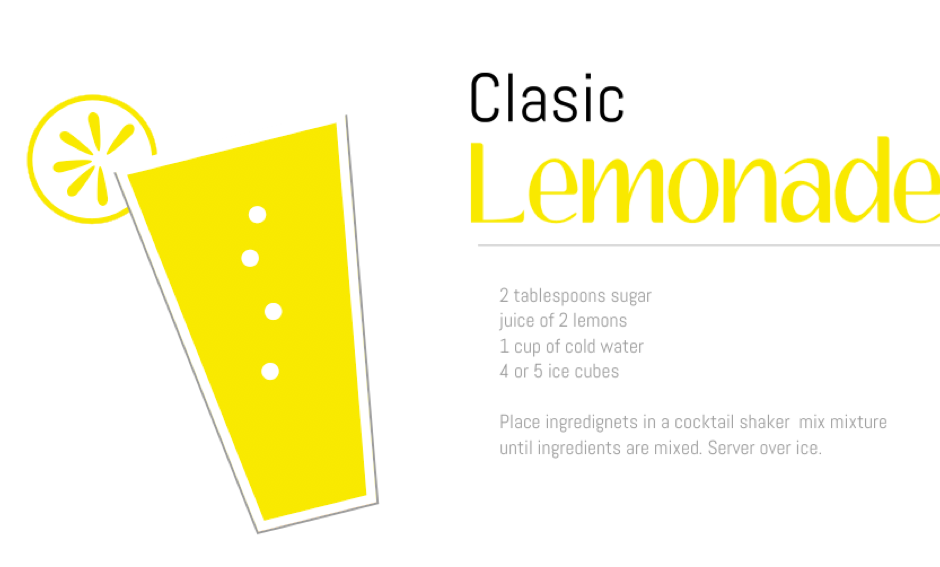 Clasic
Lemonade
2 tablespoons sugar
juice of 2 lemons
1 cup of cold water
4 or 5 ice cubes
Place ingredignets in a cocktail shaker  mix mixture
until ingredients are mixed. Server over ice.